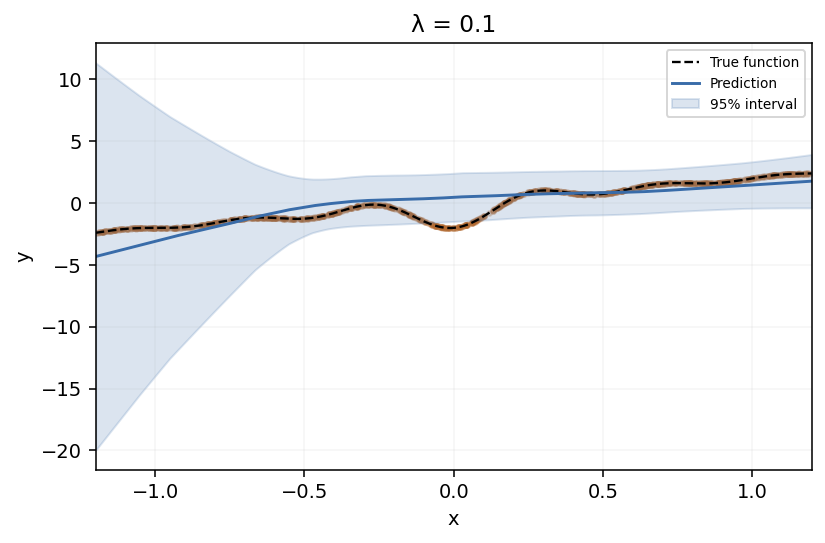 λ = 0.1
True function
Prediction
95% interval
y
10
5
0
−5
−10
−15
−20
−1.0 −0.5 0.0 0.5 1.0
x